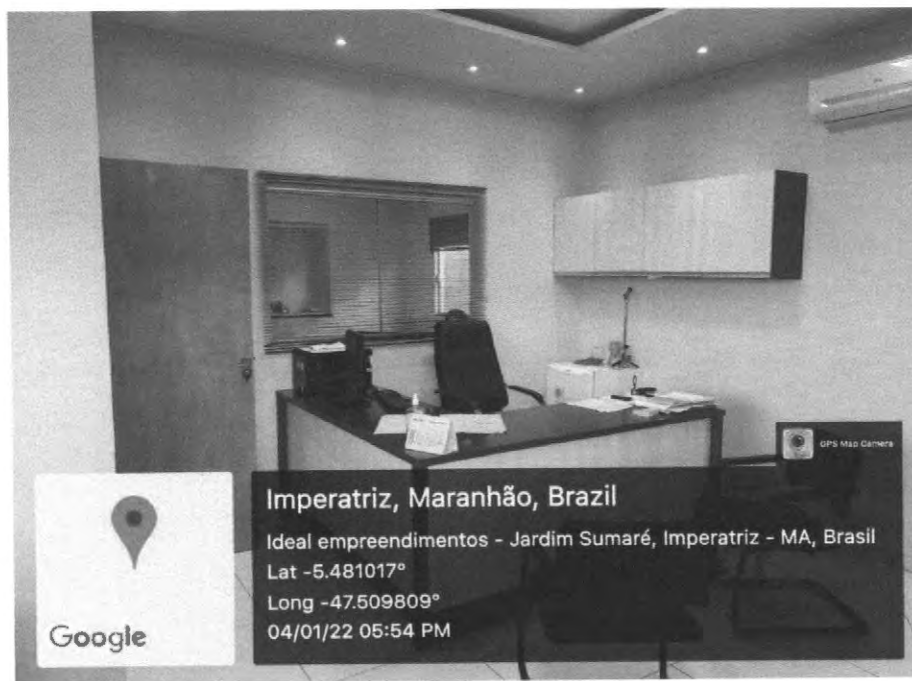 GPS Map Camera
Imperatriz, Maranhão, Brazil
Ideal empreendimentos - Jardim Sumaré, Imperatriz - MA, Brasil
Lat -5.481017°
Long -47.509809°
04/01/22 05:54 PM
Google